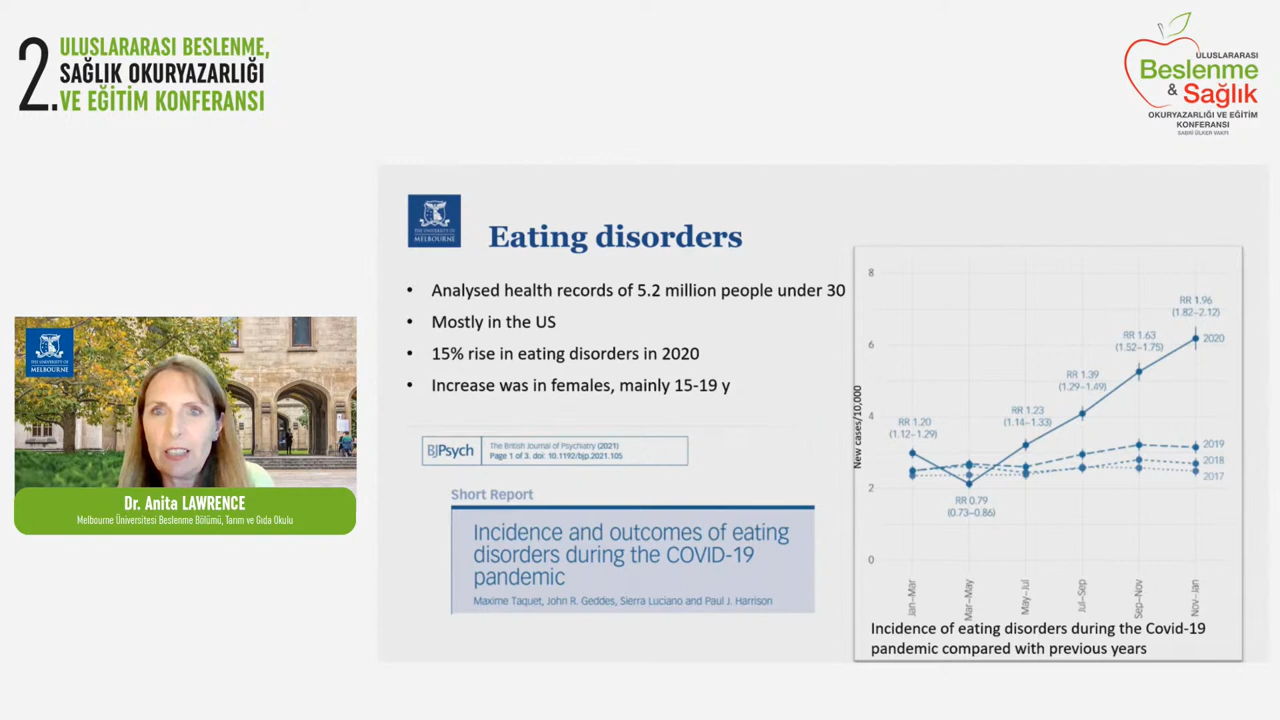 2.
ULUSLARARASI BESLENME,
SAĞLIK OKURYAZARLIĞI
VE EĞİTİM KONFERANSI
ULUSLARARASI
Beslenme
& Sağlık
OKURYAZARLIĞI VE EĞİTİM
KONFERANSI
SABRİ ÜLKER VAKFI
THE UNIVERSITY OF
MELBOURNE
Dr. Anita LAWRENCE
Melbourne Üniversitesi Beslenme Bölümü, Tarım ve Gıda Okulu
THE UNIVERSITY OF
MELBOURNE
Eating disorders
• Analysed health records of 5.2 million people under 30
• Mostly in the US
• 15% rise in eating disorders in 2020
• Increase was in females, mainly 15-19 y
BJPsych
The British Journal of Psychiatry (2021)
Page 1 of 3. doi: 10.1192/bjp.2021.105
Short Report
Incidence and outcomes of eating
disorders during the COVID-19
pandemic
Maxime Taquet, John R. Geddes, Sierra Luciano and Paul J. Harrison
New cases/10,000
8
6
4
2
0
RR 1.20
(1.12–1.29)
RR 0.79
(0.73–0.86)
RR 1.23
(1.14–1.33)
RR 1.39
(1.29–1.49)
RR 1.63
(1.52–1.75)
RR 1.96
(1.82–2.12)
2020
2019
2018
2017
Jan–Mar
Mar–May
May–Jul
Jul–Sep
Sep–Nov
Nov–Jan
Incidence of eating disorders during the Covid-19
pandemic compared with previous years